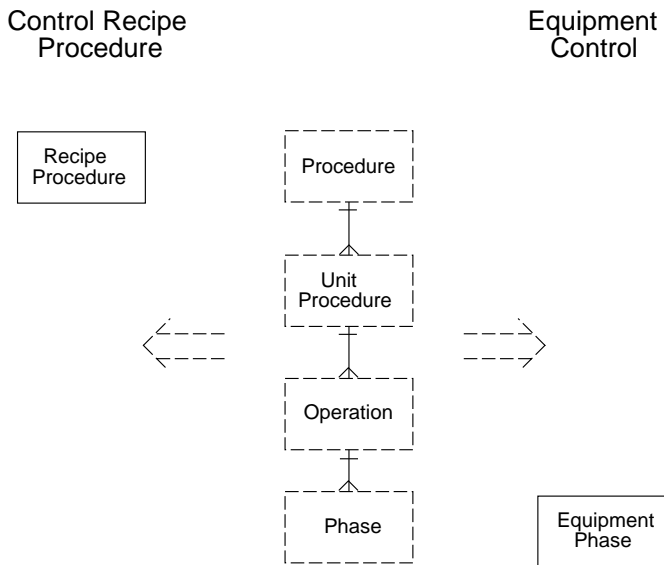 Control Recipe
Procedure
Equipment
Control
Recipe
Procedure
Procedure
Unit
Procedure
Operation
Phase
Equipment
Phase